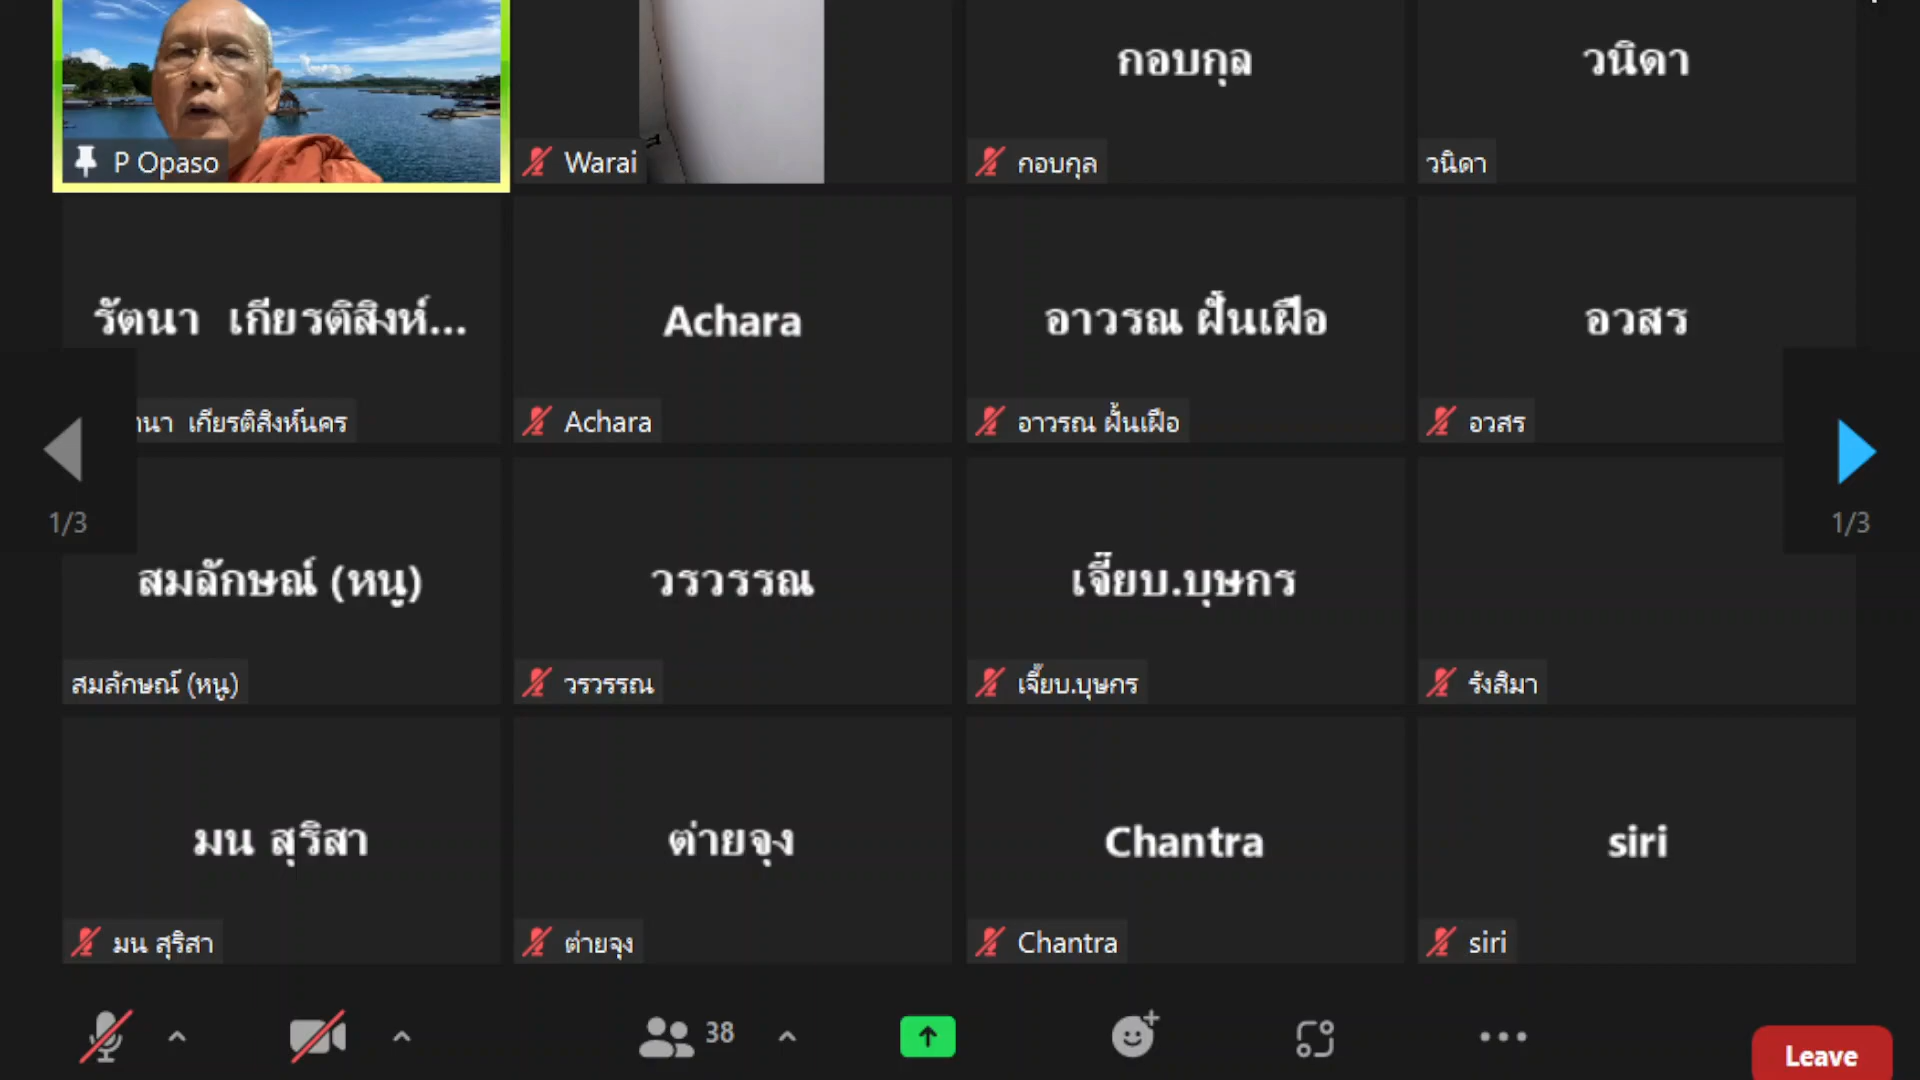 กอบกุล
วนิดา
P Opaso
Warai
กอบกุล
วนิดา
รัตนา เกียรติสิงห์...
Achara
อาวรณ ฝั้นเฝือ
อวสร
นา เกียรติสิงห์นคร
Achara
อาวรณ ฝั้นเฝือ
อวสร
1/3
1/3
สมลักษณ์ (หนู)
วรวรรณ
เจี๊ยบ.บุษกร
สมลักษณ์ (หนู)
วรวรรณ
เจี๊ยบ.บุษกร
รังสิมา
มน สุริสา
ต่ายจุง
Chantra
siri
มน สุริสา
ต่ายจุง
Chantra
siri
38
Leave